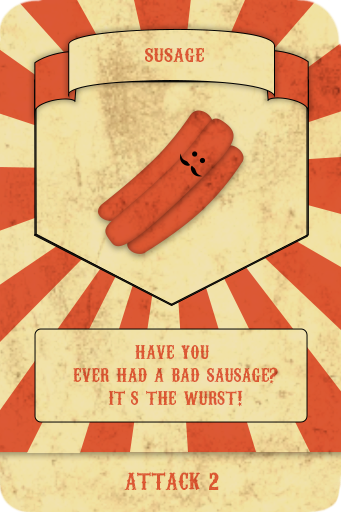 SUSAGE
HAVE YOU
EVER HAD A BAD SAUSAGE?
IT S THE WURST!
ATTACK 2